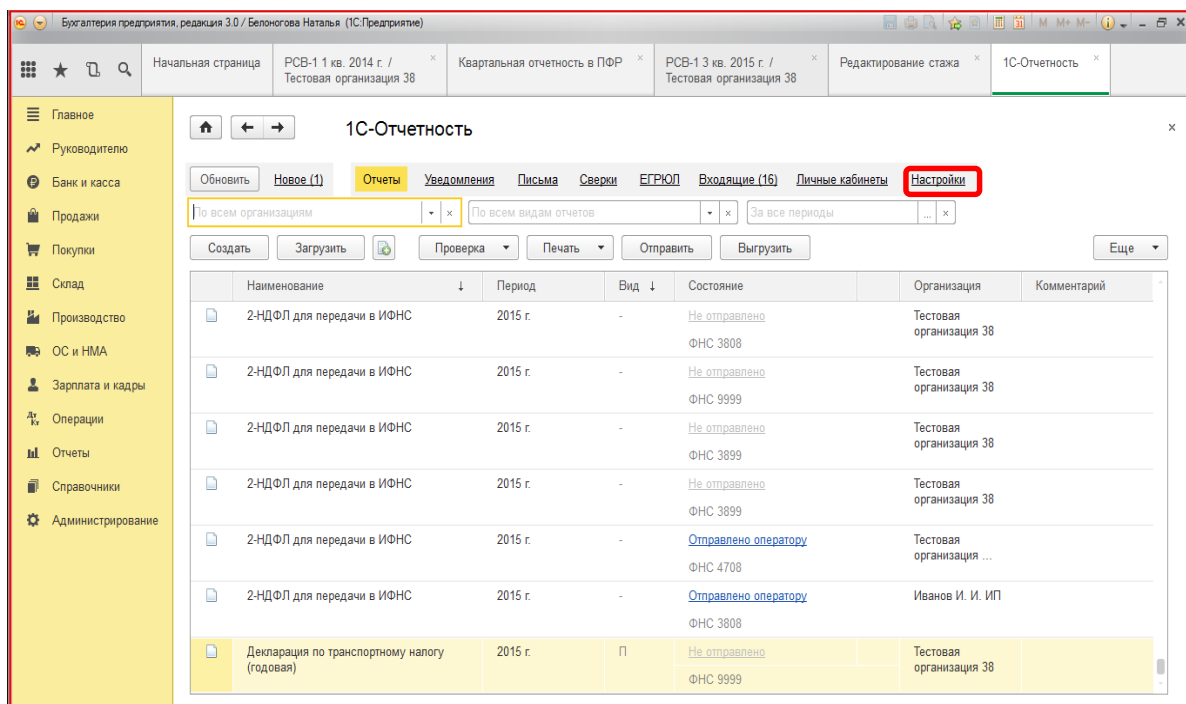 Бухгалтерия предприятия, редакция 3.0 / Белоногова Наталья (1С:Предприятие)
M M+ M-
Начальная страница
РСВ-1 1 кв. 2014 г. /
Тестовая организация 38
Квартальная отчетность в ПФР
РСВ-1 3 кв. 2015 г. /
Тестовая организация 38
Редактирование стажа
1С-Отчетность
Главное
Руководителю
Банк и касса
Продажи
Покупки
Склад
Производство
ОС и НМА
Зарплата и кадры
Операции
Отчеты
Справочники
Администрирование
1С-Отчетность
Обновить Новое (1) Отчеты Уведомления Письма Сверки ЕГРЮЛ Входящие (16) Личные кабинеты Настройки
По всем организациям По всем видам отчетов За все периоды ...
Создать Загрузить Проверка Печать Отправить Выгрузить Еще
Наименование ↓ Период Вид ↓ Состояние Организация Комментарий
2-НДФЛ для передачи в ИФНС 2015 г. - Не отправлено Тестовая
организация 38
ФНС 3808
2-НДФЛ для передачи в ИФНС 2015 г. - Не отправлено Тестовая
организация 38
ФНС 9999
2-НДФЛ для передачи в ИФНС 2015 г. - Не отправлено Тестовая
организация 38
ФНС 3899
2-НДФЛ для передачи в ИФНС 2015 г. - Не отправлено Тестовая
организация 38
ФНС 3899
2-НДФЛ для передачи в ИФНС 2015 г. - Отправлено оператору Тестовая
организация ...
ФНС 4708
2-НДФЛ для передачи в ИФНС 2015 г. - Отправлено оператору Иванов И. И. ИП
ФНС 3808
Декларация по транспортному налогу 2015 г. П Не отправлено Тестовая
(годовая) организация 38
ФНС 9999